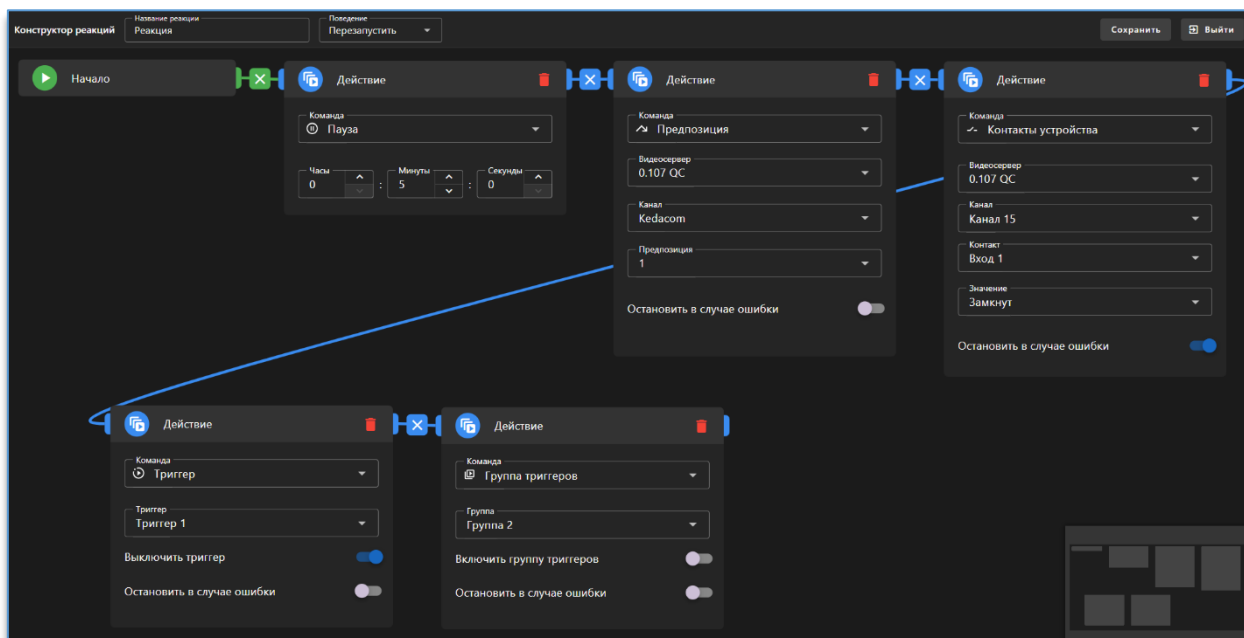 Конструктор реакций
Название реакции
Реакция
Поведение
Перезапустить
Сохранить
Выйти
Начало
Действие
Команда
Пауза
Часы
0
:
Минуты
5
:
Секунды
0
Действие
Команда
Предпозиция
Видеосервер
0.107 QC
Канал
Kedacom
Предпозиция
1
Остановить в случае ошибки
Действие
Команда
Контакты устройства
Видеосервер
0.107 QC
Канал
Канал 15
Контакт
Вход 1
Значение
Замкнут
Остановить в случае ошибки
Действие
Команда
Триггер
Триггер
Триггер 1
Выключить триггер
Остановить в случае ошибки
Действие
Команда
Группа триггеров
Группа
Группа 2
Включить группу триггеров
Остановить в случае ошибки